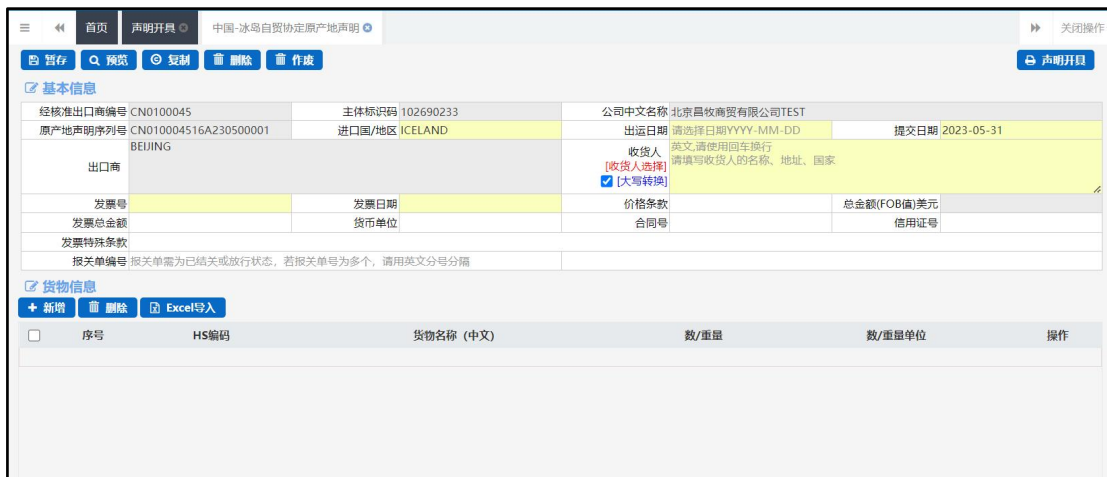 首页 声明开具 中国-冰岛自贸协定原产地声明 关闭操作
暂存 预览 复制 删除 作废 声明开具
基本信息
经核准出口商编号 CN0100045 主体标识码 102690233 公司中文名称 北京昌牧商贸有限公司TEST
原产地声明序列号 CN010004516A230500001 进口国/地区 ICELAND 出运日期 请选择日期YYYY-MM-DD 提交日期 2023-05-31
出口商 BEIJING 收货人 [收货人选择] [大写转换] 英文,请使用回车换行
请填写收货人的名称、地址、国家
发票号 发票日期 价格条款 总金额(FOB值)美元
发票总金额 货币单位 合同号 信用证号
发票特殊条款
报关单编号 报关单需为已结关或放行状态，若报关单号为多个，请用英文分号分隔
货物信息
新增 删除 Excel导入
序号 HS编码 货物名称（中文） 数/重量 数/重量单位 操作